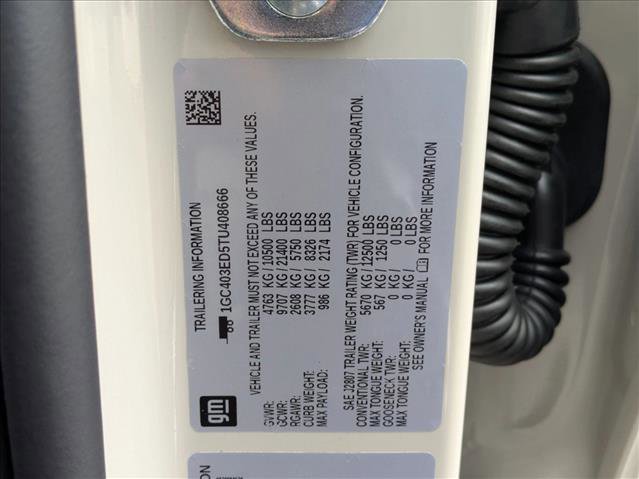 TRAILERING INFORMATION
1GC403ED5TU408666
VEHICLE AND TRAILER MUST NOT EXCEED ANY OF THESE VALUES.
GVWR: 4763 KG / 10500 LBS
GCWR: 9707 KG / 21400 LBS
RGAWR: 2608 KG / 5750 LBS
CURB WEIGHT: 3777 KG / 8326 LBS
MAX PAYLOAD: 986 KG / 2174 LBS
SAE J2807 TRAILER WEIGHT RATING (TWR) FOR VEHICLE CONFIGURATION.
CONVENTIONAL TWR: 5670 KG / 12500 LBS
MAX TONGUE WEIGHT: 567 KG / 1250 LBS
GOOSENECK TWR: 0 KG / 0 LBS
MAX TONGUE WEIGHT: 0 KG / 0 LBS
SEE OWNER'S MANUAL FOR MORE INFORMATION
gm